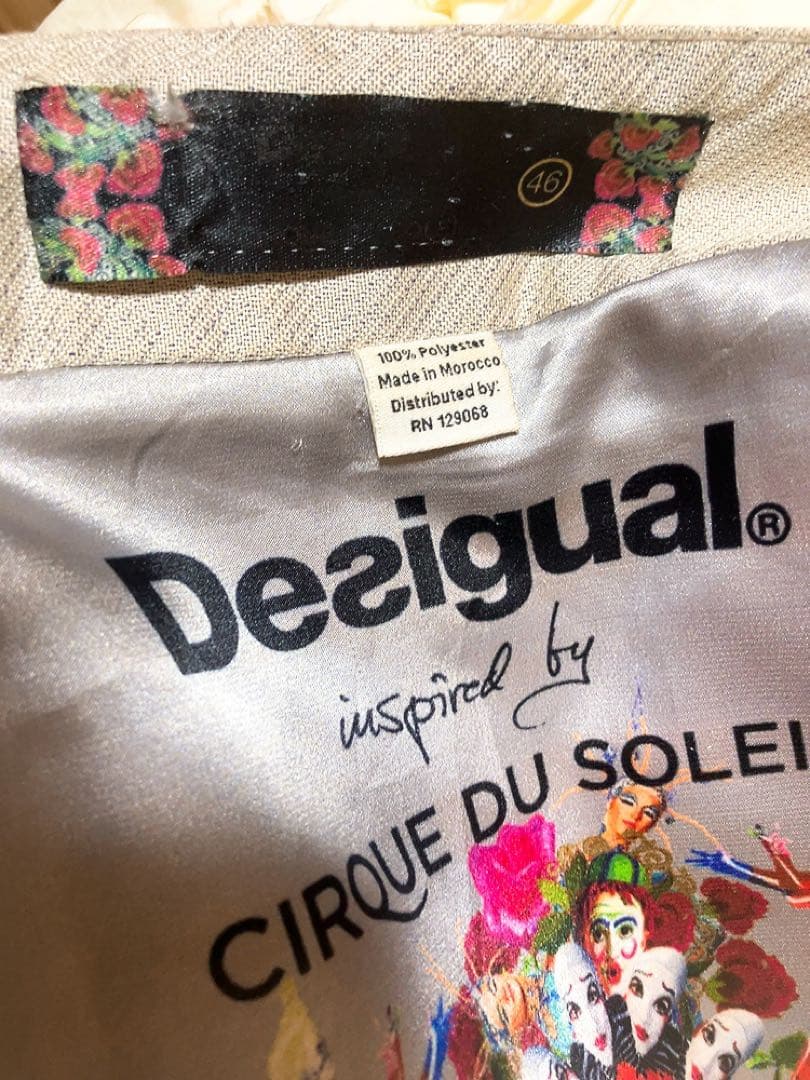 46
100% Polyester
Made in Morocco
Distributed by:
RN 129068
Desigual®
inspired by
CIRQUE DU SOLEI